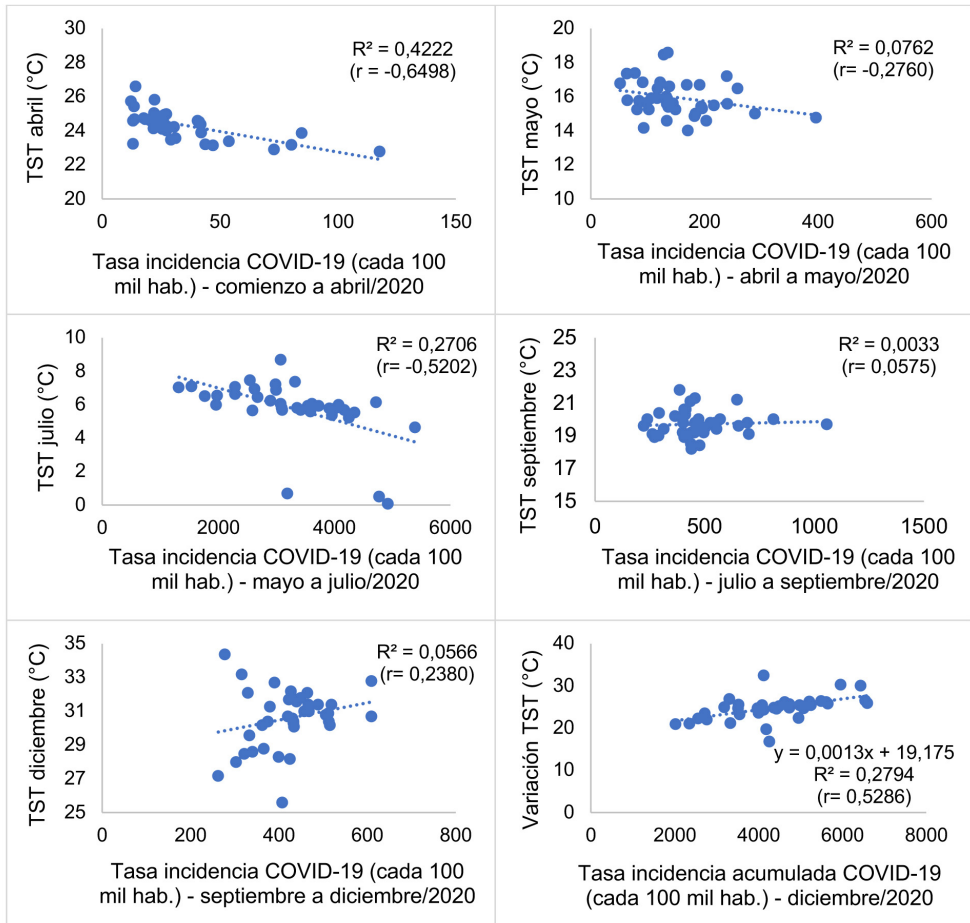 R² = 0,4222
(r = -0,6498)
TST abril (°C)
30
28
26
24
22
20
0
50
100
150
Tasa incidencia COVID-19 (cada 100
mil hab.) - comienzo a abril/2020
R² = 0,0762
(r= -0,2760)
TST mayo (°C)
20
18
16
14
12
10
0
200
400
600
Tasa incidencia COVID-19 (cada 100
mil hab.) - abril a mayo/2020
R² = 0,2706
(r= -0,5202)
TST julio (°C)
10
8
6
4
2
0
0
2000
4000
6000
Tasa incidencia COVID-19 (cada 100
mil hab.) - mayo a julio/2020
R² = 0,0033
(r= 0,0575)
TST septiembre (°C)
25
23
21
19
17
15
0
500
1000
1500
Tasa incidencia COVID-19 (cada 100
mil hab.) - julio a septiembre/2020
R² = 0,0566
(r= 0,2380)
TST diciembre (°C)
35
33
31
29
27
25
0
200
400
600
800
Tasa incidencia COVID-19 (cada 100
mil hab.) - septiembre a diciembre/2020
Variación TST (°C)
40
30
20
10
0
y = 0,0013x + 19,175
R² = 0,2794
(r= 0,5286)
0
2000
4000
6000
8000
Tasa incidencia acumulada COVID-19
(cada 100 mil hab.) - diciembre/2020